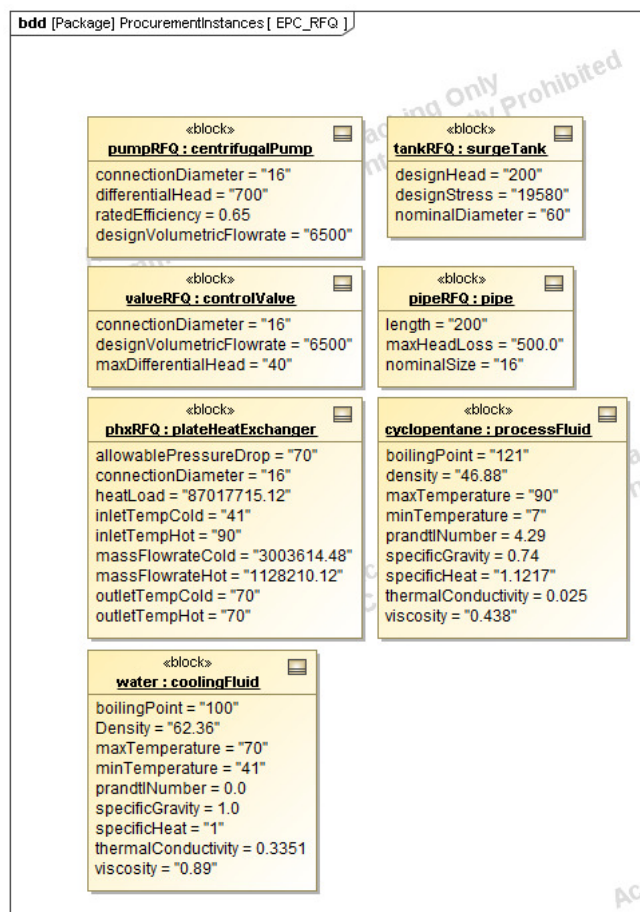 bdd [Package] ProcurementInstances [ EPC_RFQ ]
«block»
pumpRFQ : centrifugalPump
connectionDiameter = "16"
differentialHead = "700"
ratedEfficiency = 0.65
designVolumetricFlowrate = "6500"
«block»
tankRFQ : surgeTank
designHead = "200"
designStress = "19580"
nominalDiameter = "60"
«block»
valveRFQ : controlValve
connectionDiameter = "16"
designVolumetricFlowrate = "6500"
maxDifferentialHead = "40"
«block»
pipeRFQ : pipe
length = "200"
maxHeadLoss = "500.0"
nominalSize = "16"
«block»
phxRFQ : plateHeatExchanger
allowablePressureDrop = "70"
connectionDiameter = "16"
heatLoad = "87017715.12"
inletTempCold = "41"
inletTempHot = "90"
massFlowrateCold = "3003614.48"
massFlowrateHot = "1128210.12"
outletTempCold = "70"
outletTempHot = "70"
«block»
cyclopentane : processFluid
boilingPoint = "121"
density = "46.88"
maxTemperature = "90"
minTemperature = "7"
prandtlNumber = 4.29
specificGravity = 0.74
specificHeat = "1.1217"
thermalConductivity = 0.025
viscosity = "0.438"
«block»
water : coolingFluid
boilingPoint = "100"
Density = "62.36"
maxTemperature = "70"
minTemperature = "41"
prandtlNumber = 0.0
specificGravity = 1.0
specificHeat = "1"
thermalConductivity = 0.3351
viscosity = "0.89"
Only
Prohibited